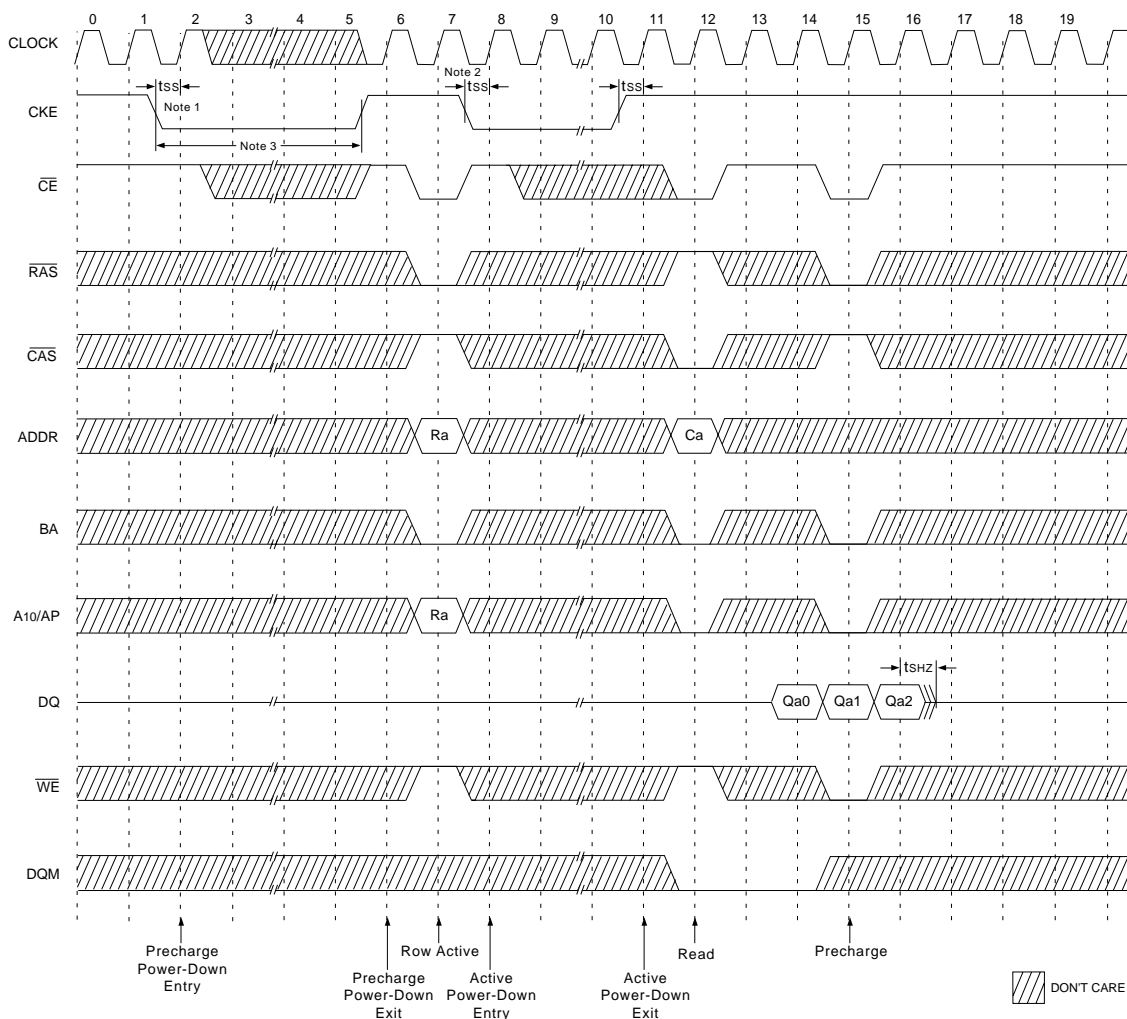 0 1 2 3 4 5 6 7 8 9 10 11 12 13 14 15 16 17 18 19
CLOCK
tSS
Note 1
Note 2
tSS
tSS
CKE
Note 3
CE
RAS
CAS
ADDR
Ra
Ca
BA
A10/AP
Ra
tSHZ
DQ
Qa0
Qa1
Qa2
WE
DQM
Precharge
Power-Down
Entry
Precharge
Power-Down
Exit
Row Active
Active
Power-Down
Entry
Active
Power-Down
Exit
Read
Precharge
DON'T CARE